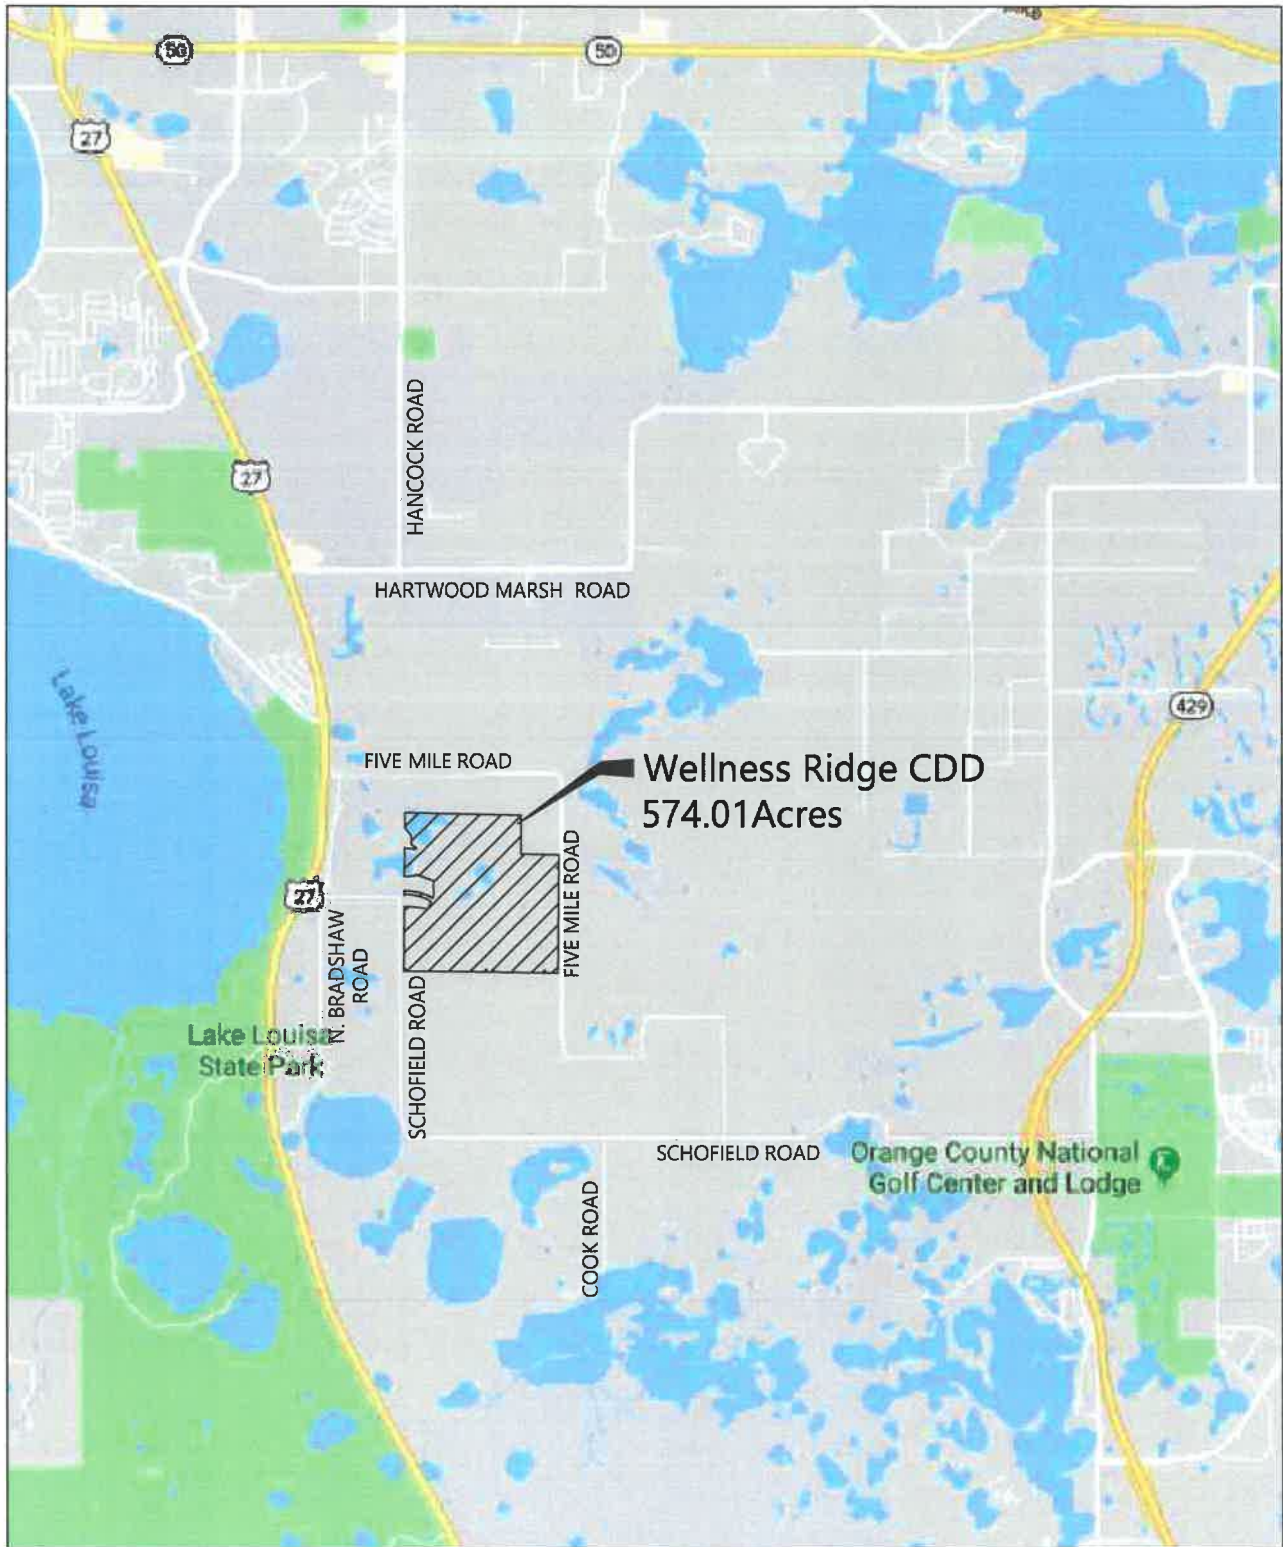 50
50
27
27
HANCOCK ROAD
HARTWOOD MARSH ROAD
Lake Louisa
429
FIVE MILE ROAD
Wellness Ridge CDD
574.01Acres
FIVE MILE ROAD
27
N. BRADSHAW
ROAD
SCHOFIELD ROAD
Lake Louisa
State Park
SCHOFIELD ROAD
Orange County National
Golf Center and Lodge
COOK ROAD